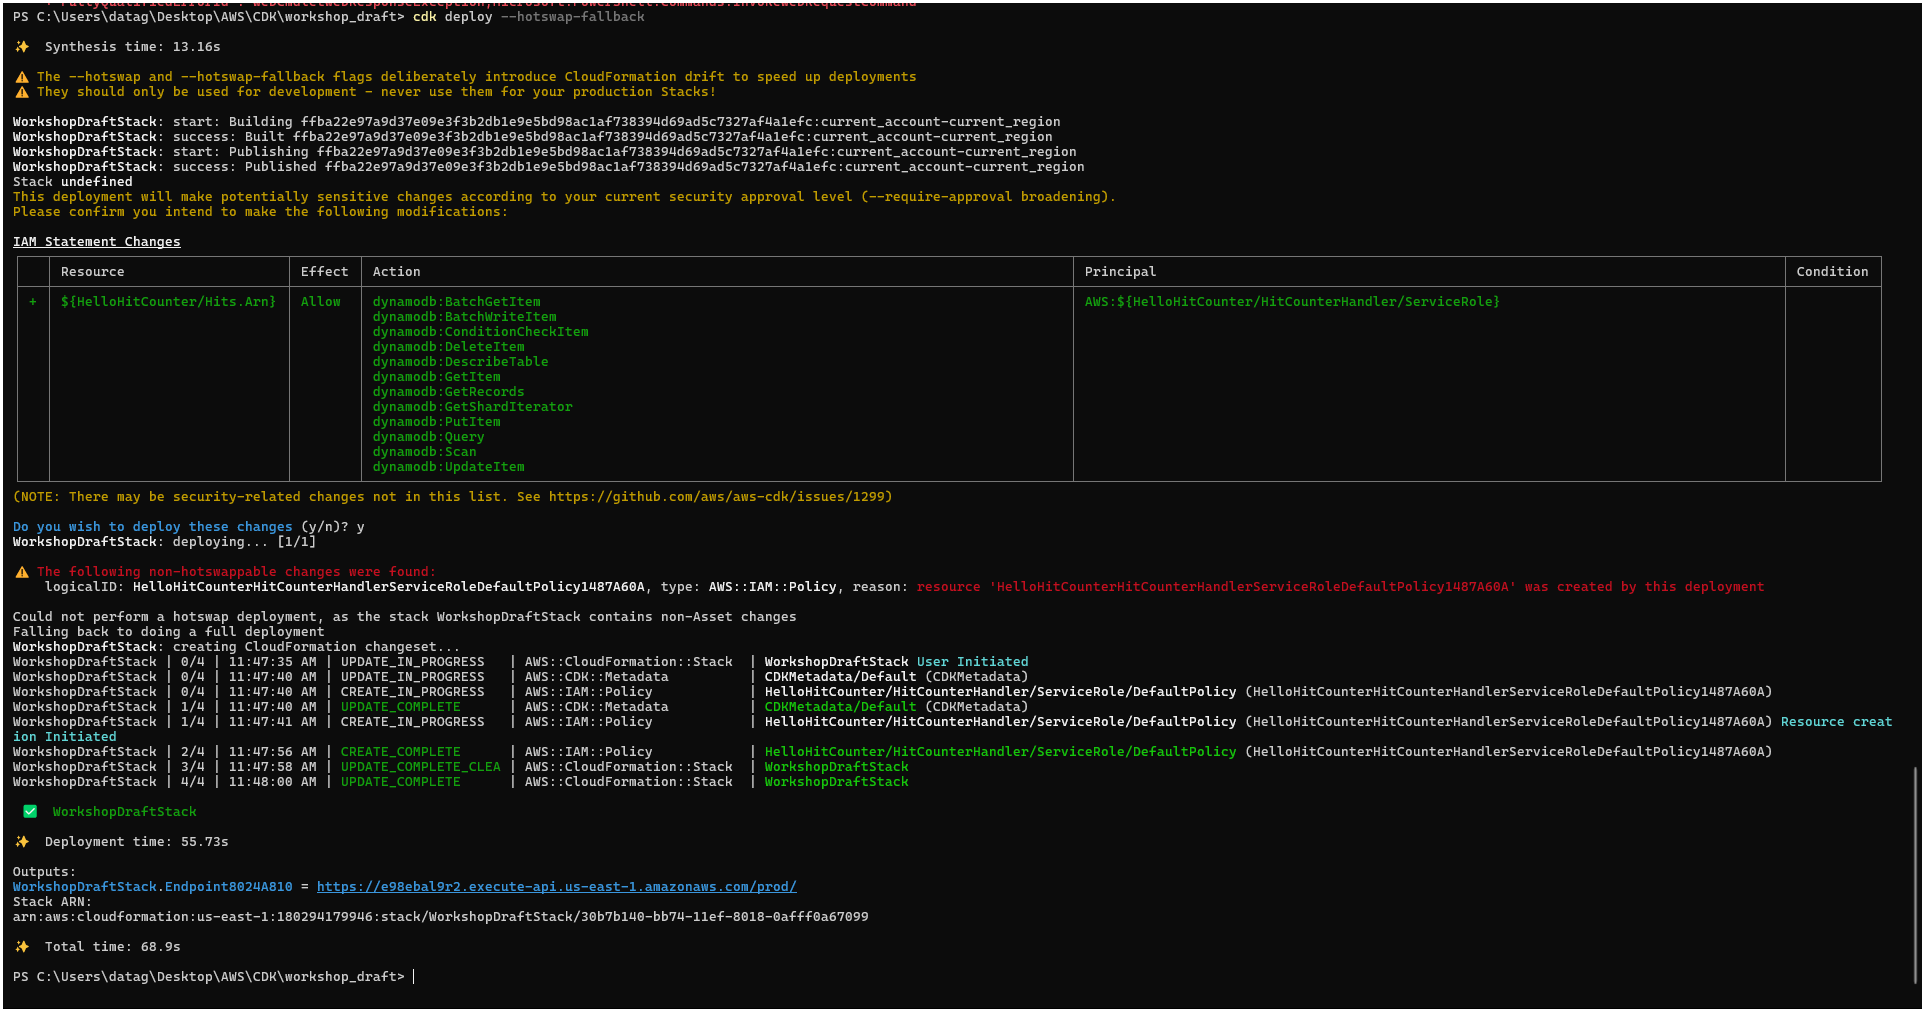 PS C:\Users\datag\Desktop\AWS\CDK\workshop_draft> cdk deploy --hotswap-fallback
✨  Synthesis time: 13.16s
⚠️ The --hotswap and --hotswap-fallback flags deliberately introduce CloudFormation drift to speed up deployments
⚠️ They should only be used for development - never use them for your production Stacks!
WorkshopDraftStack: start: Building ffba22e97a9d37e09e3f3b2db1e9e5bd98ac1af738394d69ad5c7327af4a1efc:current_account-current_region
WorkshopDraftStack: success: Built ffba22e97a9d37e09e3f3b2db1e9e5bd98ac1af738394d69ad5c7327af4a1efc:current_account-current_region
WorkshopDraftStack: start: Publishing ffba22e97a9d37e09e3f3b2db1e9e5bd98ac1af738394d69ad5c7327af4a1efc:current_account-current_region
WorkshopDraftStack: success: Published ffba22e97a9d37e09e3f3b2db1e9e5bd98ac1af738394d69ad5c7327af4a1efc:current_account-current_region
Stack undefined
This deployment will make potentially sensitive changes according to your current security approval level (--require-approval broadening).
Please confirm you intend to make the following modifications:
IAM Statement Changes
Resource | Effect | Action | Principal | Condition
+ | ${HelloHitCounter/Hits.Arn} | Allow | dynamodb:BatchGetItem | AWS:${HelloHitCounter/HitCounterHandler/ServiceRole}
dynamodb:BatchWriteItem
dynamodb:ConditionCheckItem
dynamodb:DeleteItem
dynamodb:DescribeTable
dynamodb:GetItem
dynamodb:GetRecords
dynamodb:GetShardIterator
dynamodb:PutItem
dynamodb:Query
dynamodb:Scan
dynamodb:UpdateItem
(NOTE: There may be security-related changes not in this list. See https://github.com/aws/aws-cdk/issues/1299)
Do you wish to deploy these changes (y/n)? y
WorkshopDraftStack: deploying... [1/1]
⚠️ The following non-hotswappable changes were found:
logicalID: HelloHitCounterHitCounterHandlerServiceRoleDefaultPolicy1487A60A, type: AWS::IAM::Policy, reason: resource 'HelloHitCounterHitCounterHandlerServiceRoleDefaultPolicy1487A60A' was created by this deployment
Could not perform a hotswap deployment, as the stack WorkshopDraftStack contains non-Asset changes
Falling back to doing a full deployment
WorkshopDraftStack: creating CloudFormation changeset...
WorkshopDraftStack | 0/4 | 11:47:35 AM | UPDATE_IN_PROGRESS   | AWS::CloudFormation::Stack  | WorkshopDraftStack User Initiated
WorkshopDraftStack | 0/4 | 11:47:40 AM | UPDATE_IN_PROGRESS   | AWS::CDK::Metadata          | CDKMetadata/Default (CDKMetadata)
WorkshopDraftStack | 0/4 | 11:47:40 AM | CREATE_IN_PROGRESS   | AWS::IAM::Policy            | HelloHitCounter/HitCounterHandler/ServiceRole/DefaultPolicy (HelloHitCounterHitCounterHandlerServiceRoleDefaultPolicy1487A60A)
WorkshopDraftStack | 1/4 | 11:47:40 AM | UPDATE_COMPLETE      | AWS::CDK::Metadata          | CDKMetadata/Default (CDKMetadata)
WorkshopDraftStack | 1/4 | 11:47:41 AM | CREATE_IN_PROGRESS   | AWS::IAM::Policy            | HelloHitCounter/HitCounterHandler/ServiceRole/DefaultPolicy (HelloHitCounterHitCounterHandlerServiceRoleDefaultPolicy1487A60A) Resource creat
ion Initiated
WorkshopDraftStack | 2/4 | 11:47:56 AM | CREATE_COMPLETE      | AWS::IAM::Policy            | HelloHitCounter/HitCounterHandler/ServiceRole/DefaultPolicy (HelloHitCounterHitCounterHandlerServiceRoleDefaultPolicy1487A60A)
WorkshopDraftStack | 3/4 | 11:47:58 AM | UPDATE_COMPLETE_CLEA | AWS::CloudFormation::Stack  | WorkshopDraftStack
WorkshopDraftStack | 4/4 | 11:48:00 AM | UPDATE_COMPLETE      | AWS::CloudFormation::Stack  | WorkshopDraftStack
✅  WorkshopDraftStack
✨  Deployment time: 55.73s
Outputs:
WorkshopDraftStack.Endpoint8024A810 = https://e98ebal9r2.execute-api.us-east-1.amazonaws.com/prod/
Stack ARN:
arn:aws:cloudformation:us-east-1:180294179946:stack/WorkshopDraftStack/30b7b140-bb74-11ef-8018-0afff0a67099
✨  Total time: 68.9s
PS C:\Users\datag\Desktop\AWS\CDK\workshop_draft>